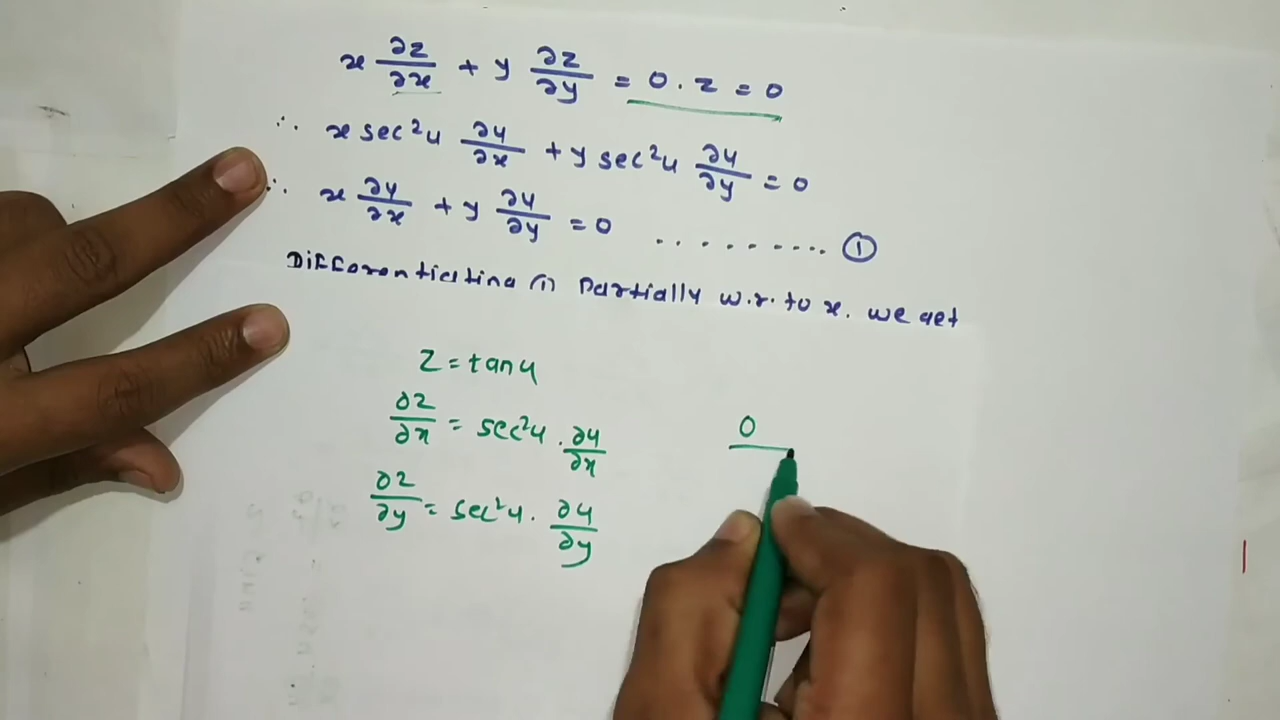 x ∂z/∂x + y ∂z/∂y = 0 . z = 0
∴ x sec²u ∂u/∂x + y sec²u ∂u/∂y = 0
∴ x ∂u/∂x + y ∂u/∂y = 0 ......... ①
Differentiating (1) Partially w.r. to x. we get
z = tan u
∂z/∂x = sec²u . ∂u/∂x
0
∂z/∂y = sec²u . ∂u/∂y